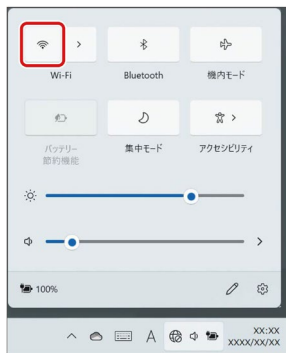 Wi-Fi
Bluetooth
機内モード
バッテリー
節約機能
集中モード
アクセシビリティ
100%
A
XX:XX
XXXX/XX/XX